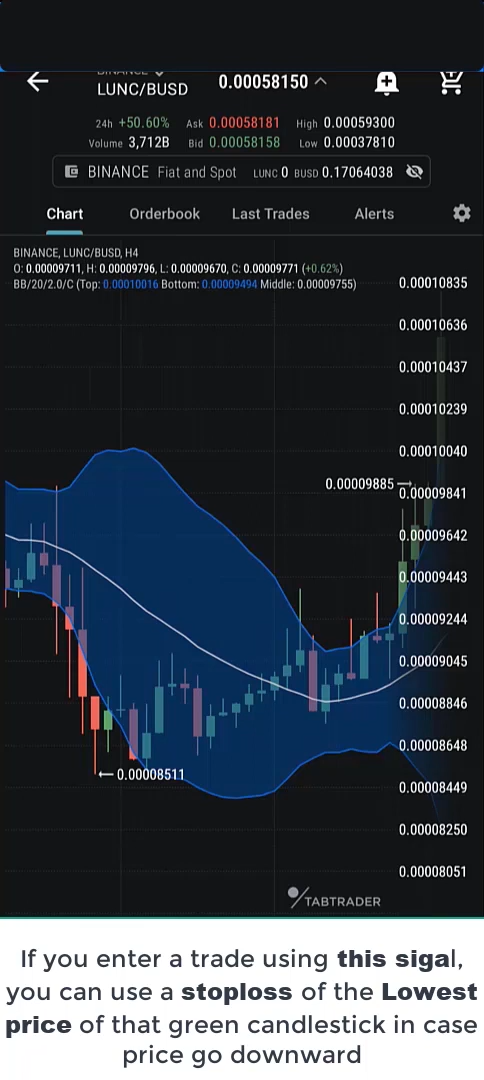 LUNC/BUSD
0.00058150
24h +50.60% Ask 0.00058181 High 0.00059300
Volume 3,712B Bid 0.00058158 Low 0.00037810
BINANCE Fiat and Spot LUNC 0 BUSD 0.17064038
Chart Orderbook Last Trades Alerts
BINANCE, LUNC/BUSD, H4
O: 0.00009711, H: 0.00009796, L: 0.00009670, C: 0.00009771 (+0.62%)
BB/20/2.0/C (Top: 0.00010016 Bottom: 0.00009494 Middle: 0.00009755)
0.00010835
0.00010636
0.00010437
0.00010239
0.00010040
0.00009885
0.00009841
0.00009642
0.00009443
0.00009244
0.00009045
0.00008846
0.00008648
0.00008511
0.00008449
0.00008250
0.00008051
TABTRADER
If you enter a trade using this sigal,
you can use a stoploss of the Lowest
price of that green candlestick in case
price go downward